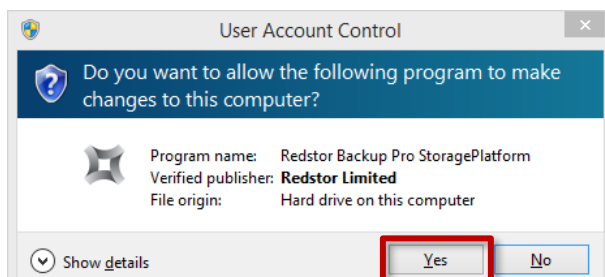 User Account Control
Do you want to allow the following program to make
changes to this computer?
Program name: Redstor Backup Pro StoragePlatform
Verified publisher: Redstor Limited
File origin: Hard drive on this computer
Show details Yes No